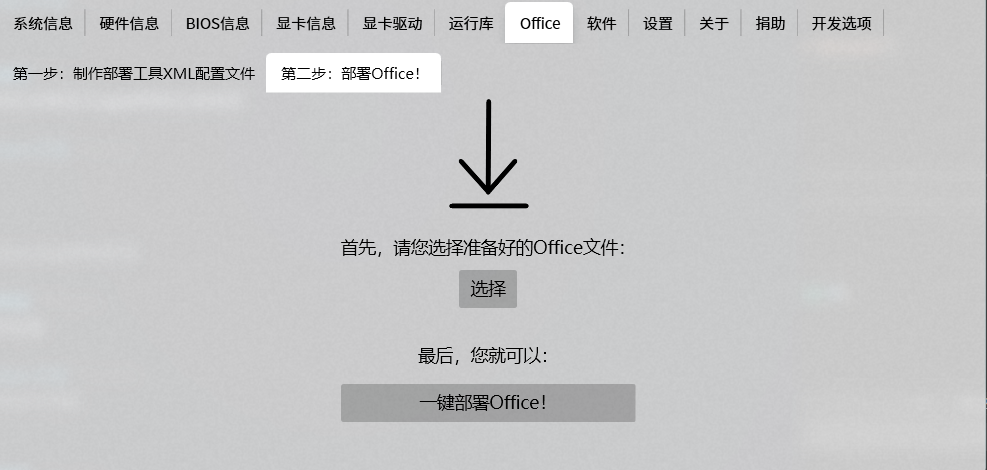 系统信息 硬件信息 BIOS信息 显卡信息 显卡驱动 运行库 Office 软件 设置 关于 捐助 开发选项
第一步：制作部署工具XML配置文件 第二步：部署Office！
首先，请您选择准备好的Office文件：
选择
最后，您就可以：
一键部署Office！